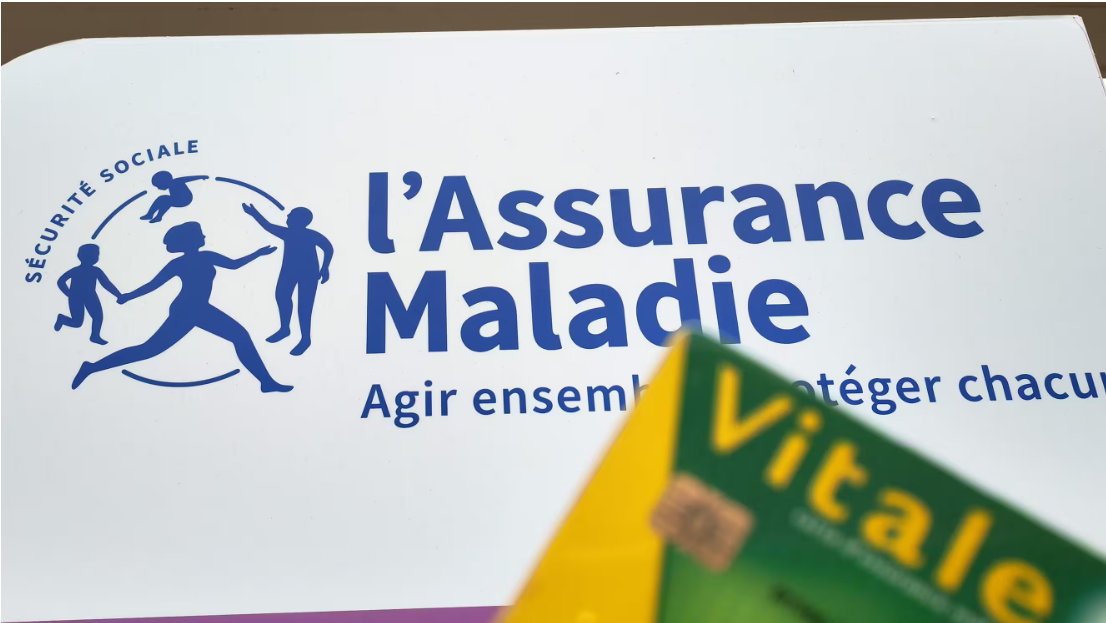 SÉCURITÉ SOCIALE
l'Assurance
Maladie
Agir ensemb otéger chacu
Vitale